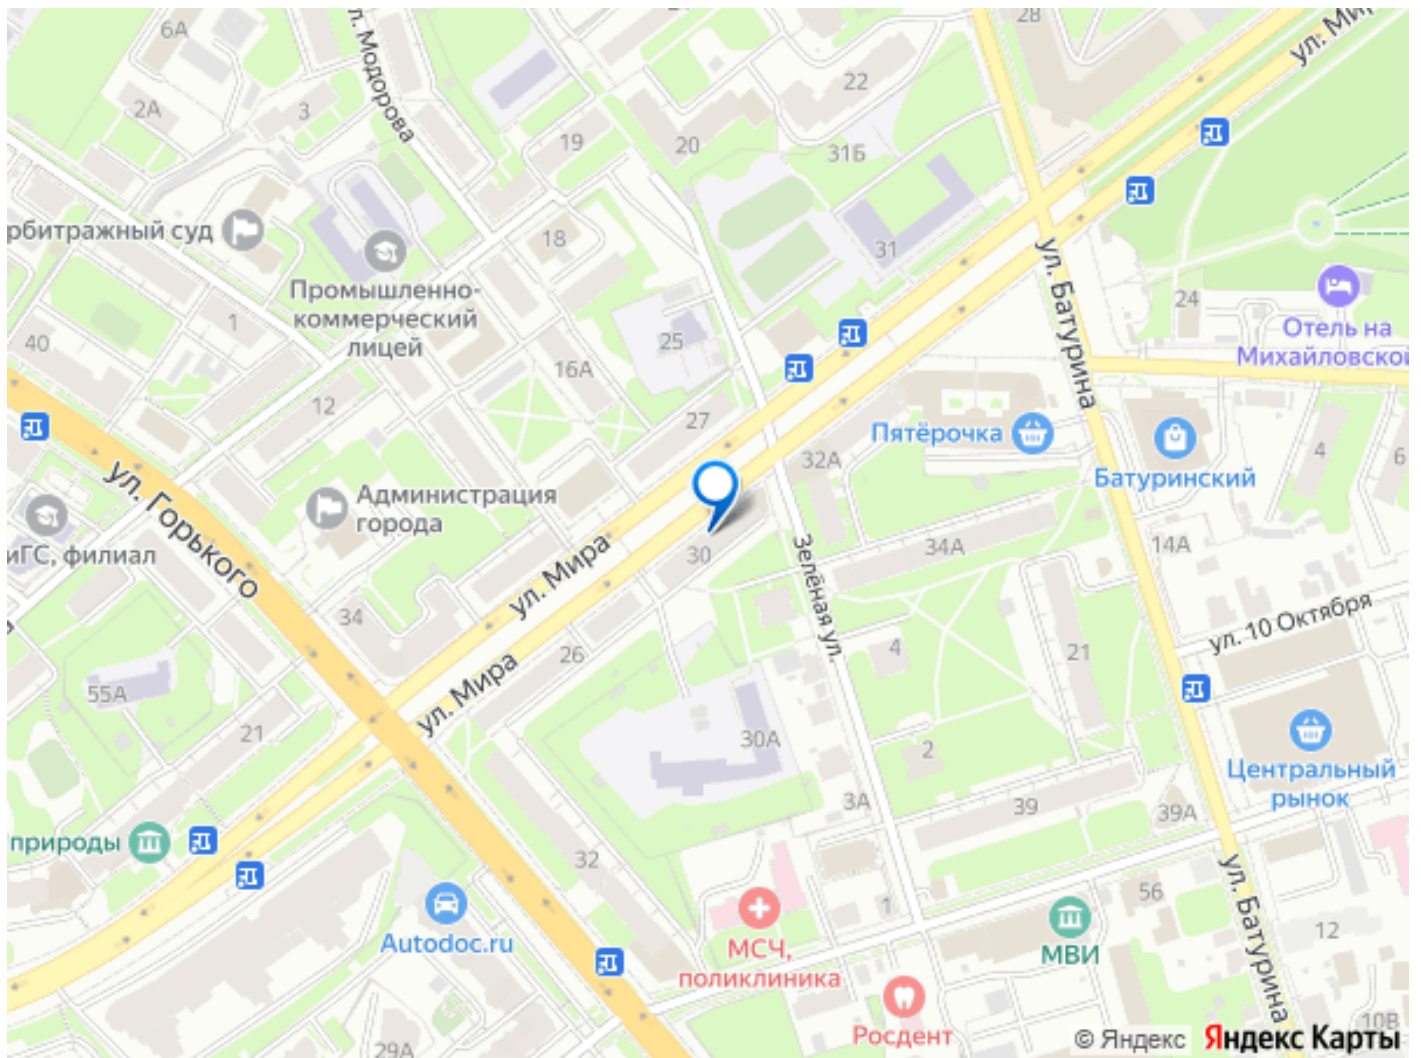 28
ул. Мир
6А
ул. Модорова
22
2А
3
19
20
31Б
рбитражный суд
18
31
ул. Батурина
Промышленно-
коммерческий
лицей
24
Отель на
Михайловской
1
40
25
16А
12
27
Пятёрочка
32А
Батуринский
4
6
ул. Горького
Администрация
города
иГС, филиал
ул. Мира
30
Зелёная ул.
34А
14А
ул. 10 Октября
34
26
4
21
55А
ул. Мира
21
30А
2
Центральный
рынок
3А
39
39А
природы
32
ул. Батурина
Autodoc.ru
МСЧ,
поликлиника
1
56
МВИ
12
Росдент
29А
10В
© Яндекс Яндекс Карты